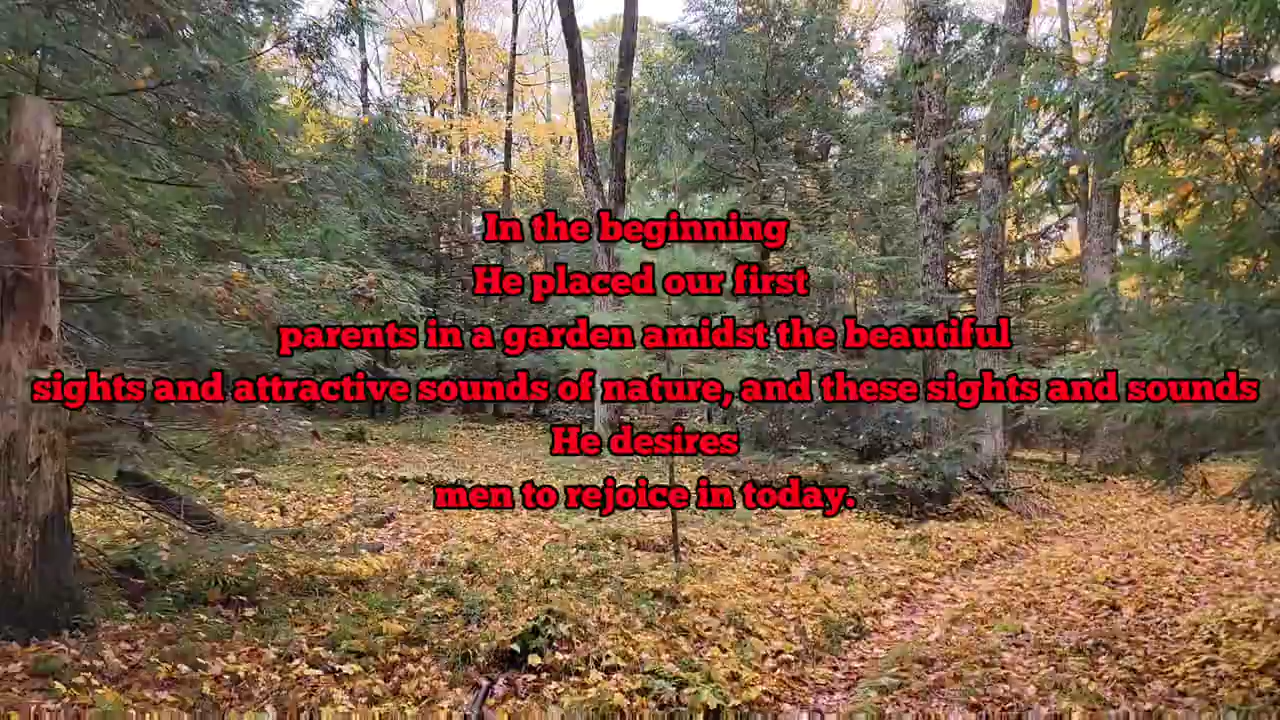 In the beginning
He placed our first
parents in a garden amidst the beautiful
sights and attractive sounds of nature, and these sights and sounds
He desires
men to rejoice in today.